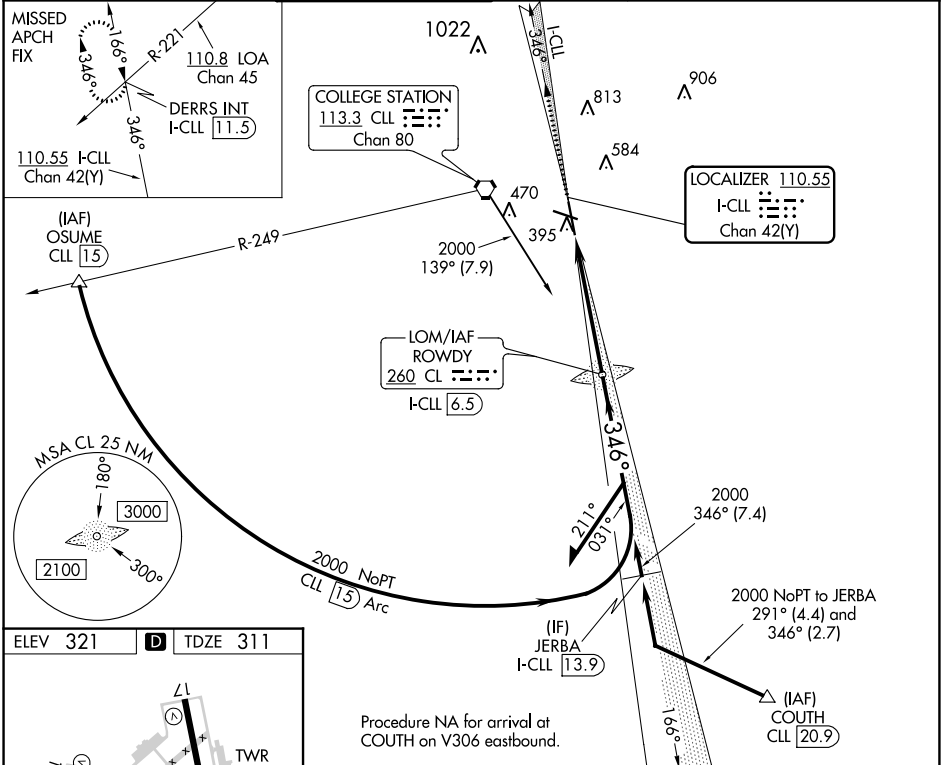 MISSED
APCH
FIX
166°
346°
R-221
110.8 LOA
Chan 45
DERRS INT
I-CLL 11.5
346°
110.55 I-CLL
Chan 42(Y)
1022
I-CLL
346°
813
906
584
COLLEGE STATION
113.3 CLL
Chan 80
470
395
LOCALIZER 110.55
I-CLL
Chan 42(Y)
(IAF)
OSUME
CLL 15
R-249
2000
139° (7.9)
LOM/IAF
ROWDY
260 CL
I-CLL 6.5
346°
MSA CL 25 NM
180°
3000
2100
300°
211°
031°
2000
346° (7.4)
2000 NoPT
CLL 15 Arc
2000 NoPT to JERBA
291° (4.4) and
346° (2.7)
(IF)
JERBA
I-CLL 13.9
(IAF)
COUTH
CLL 20.9
166°
ELEV 321
D
TDZE 311
17
V
V
TWR
Procedure NA for arrival at
COUTH on V306 eastbound.